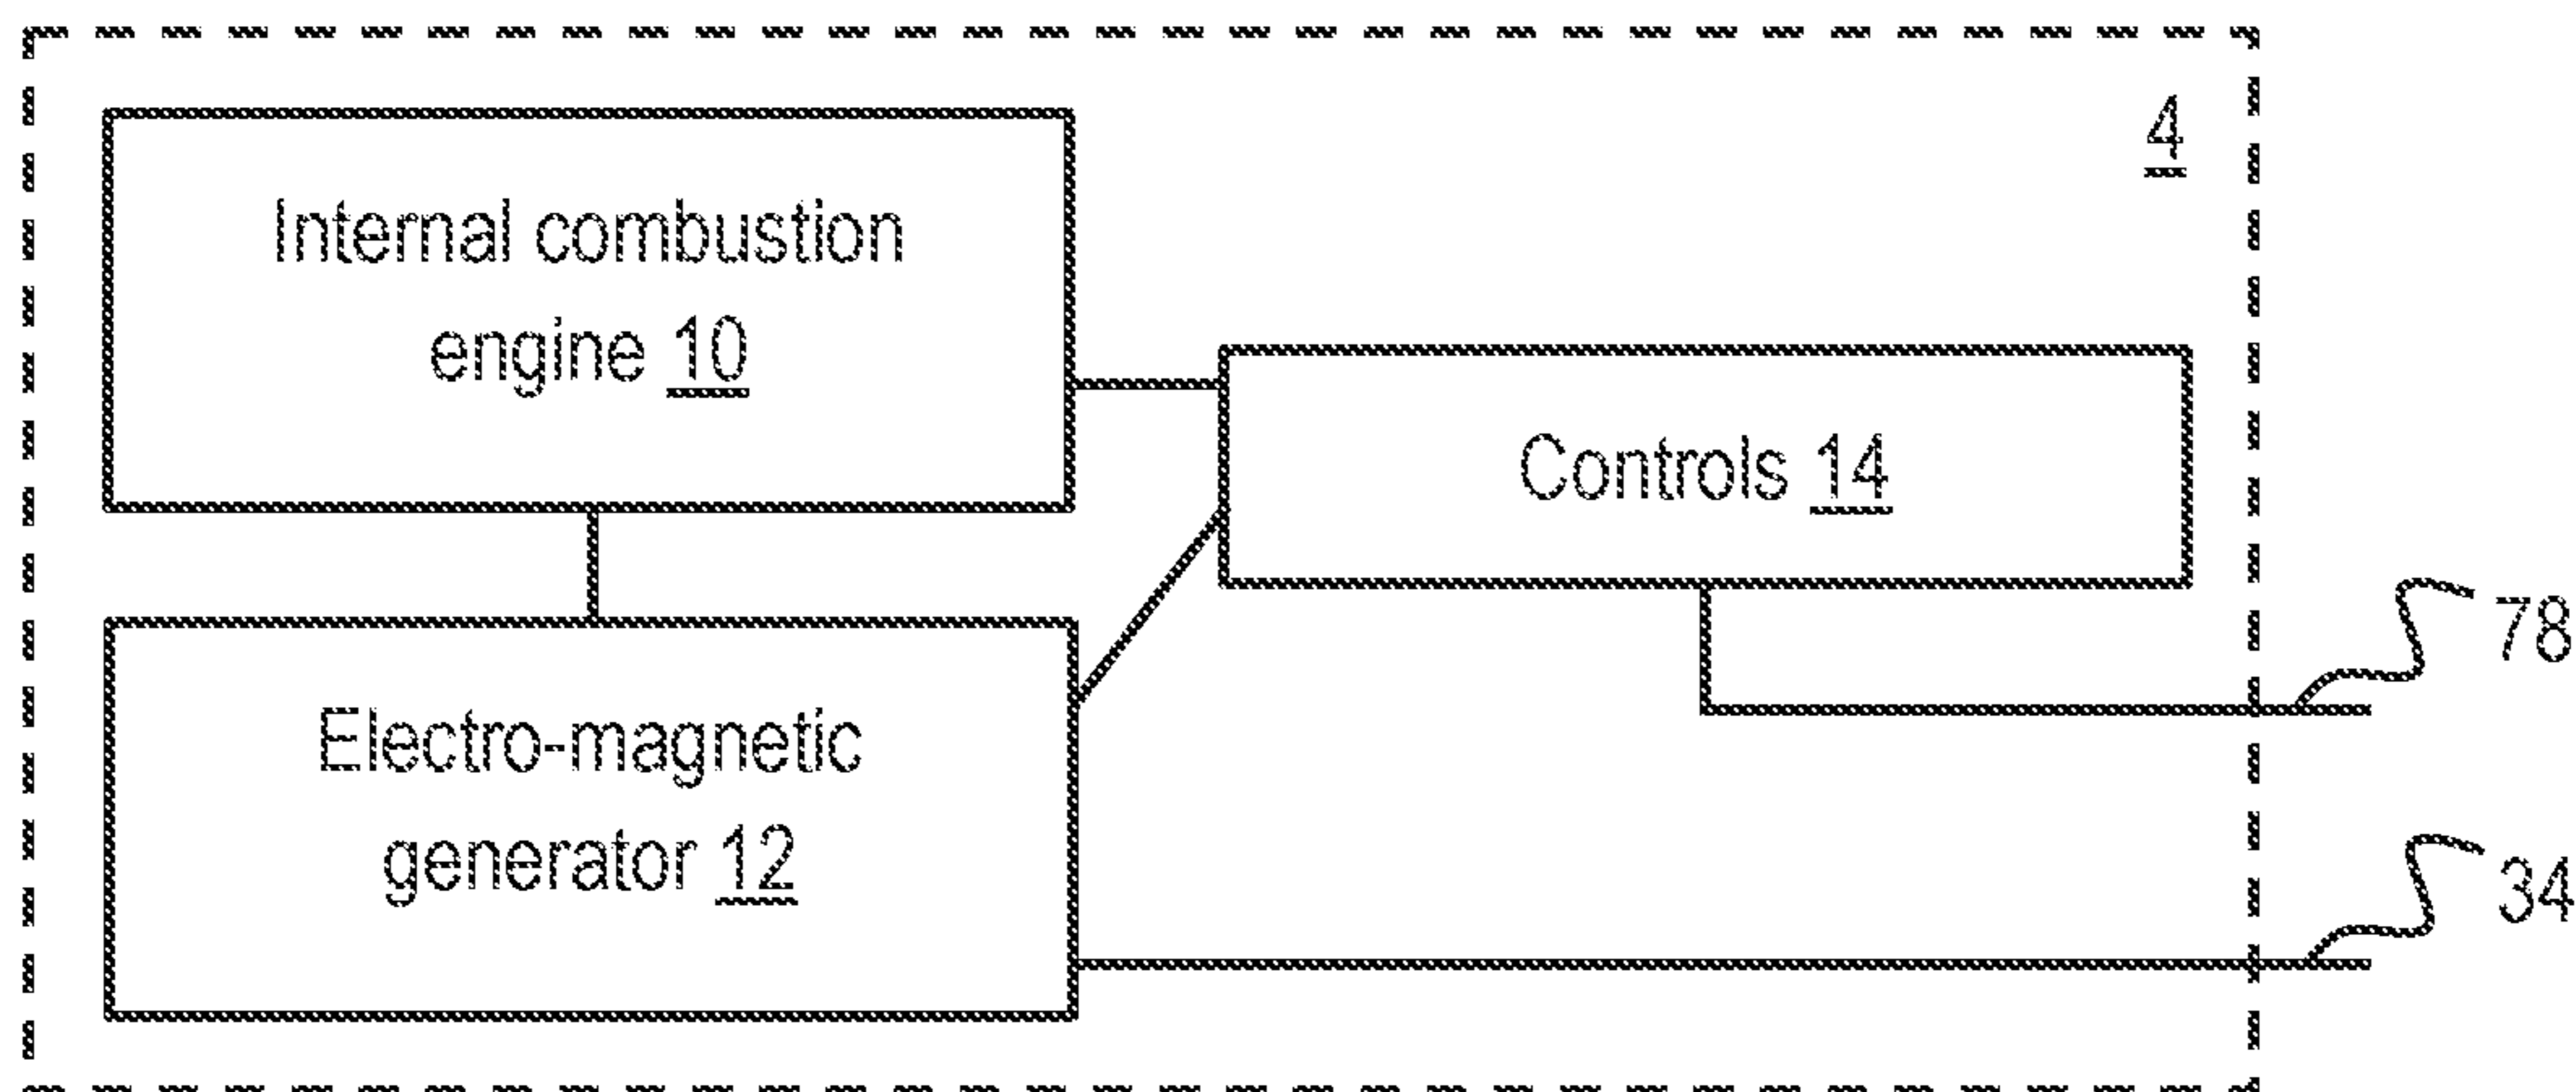 4
Internal combustion
engine 10
Controls 14
78
Electro-magnetic
generator 12
34